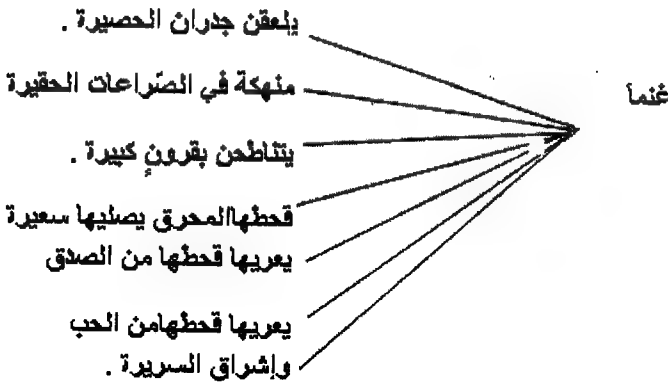 غنماً
يلعقن جدران الحصيرة .
منهكة في الصّراعات الحقيرة
يتناطحن بقرونٍ كبيرة .
قحطهاالمحرق يصليها سعيرة
يعريها قحطها من الصدق
يعريها قحطهامن الحب
وإشراق السريرة .